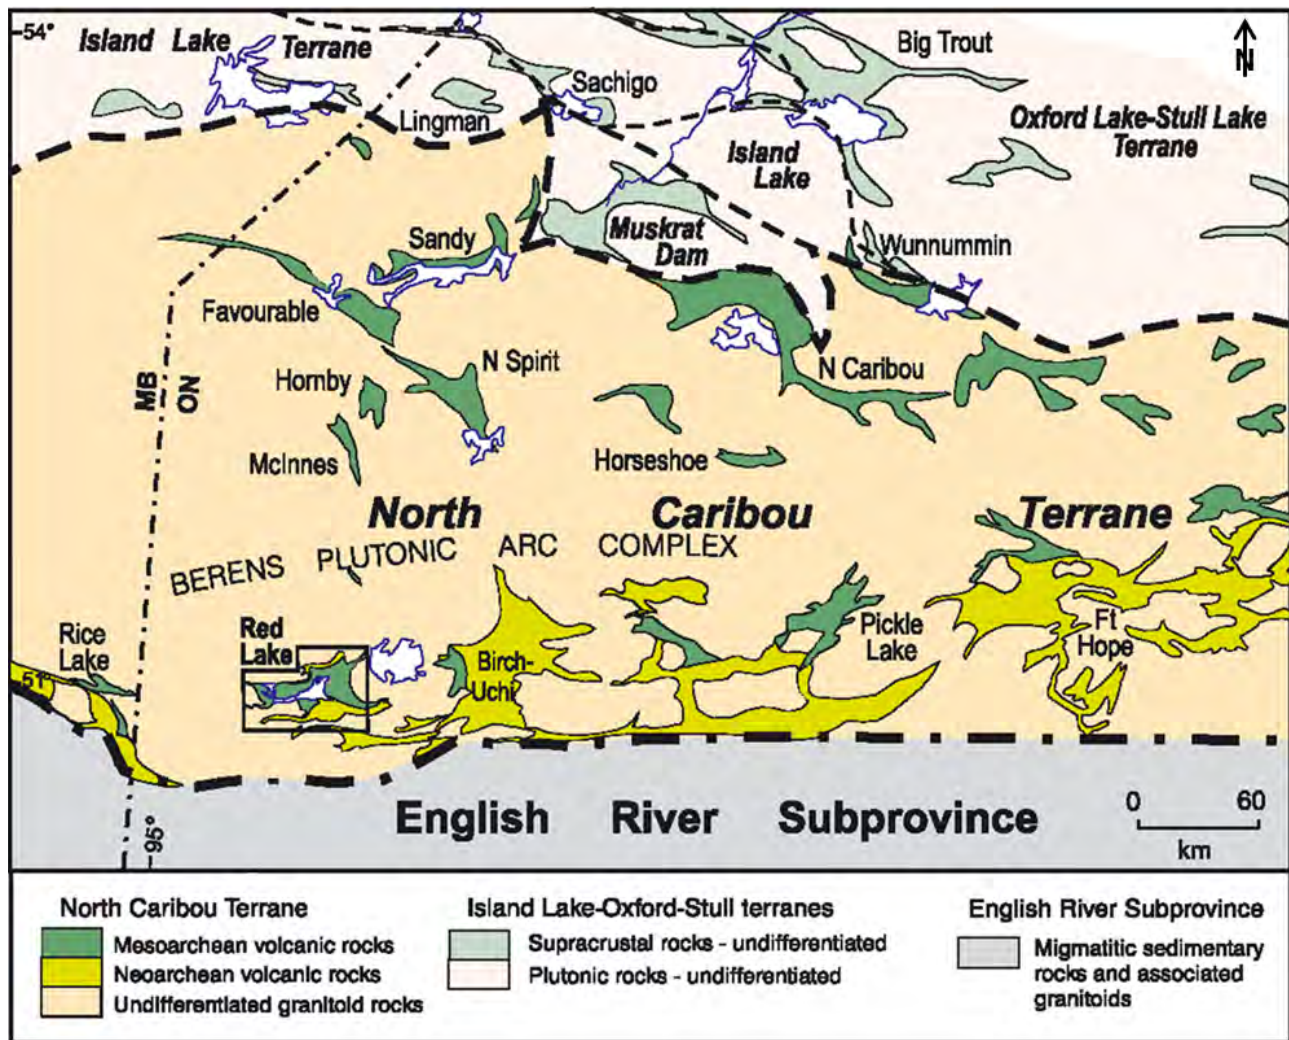 54°
Island Lake Terrane
Big Trout
N
Sachigo
Lingman
Oxford Lake-Stull Lake
Terrane
Island
Lake
Muskrat
Dam
Sandy
Wunnummin
Favourable
N Spirit
N Caribou
Hornby
MB
ON
McInnes
Horseshoe
North Caribou Terrane
BERENS PLUTONIC ARC COMPLEX
Rice
Lake
Red
Lake
Pickle
Lake
Ft
Hope
Birch-
Uchi
51°
English River Subprovince
0 60
km
95°
North Caribou Terrane
Mesoarchean volcanic rocks
Neoarchean volcanic rocks
Undifferentiated granitoid rocks
Island Lake-Oxford-Stull terranes
Supracrustal rocks - undifferentiated
Plutonic rocks - undifferentiated
English River Subprovince
Migmatitic sedimentary
rocks and associated
granitoids